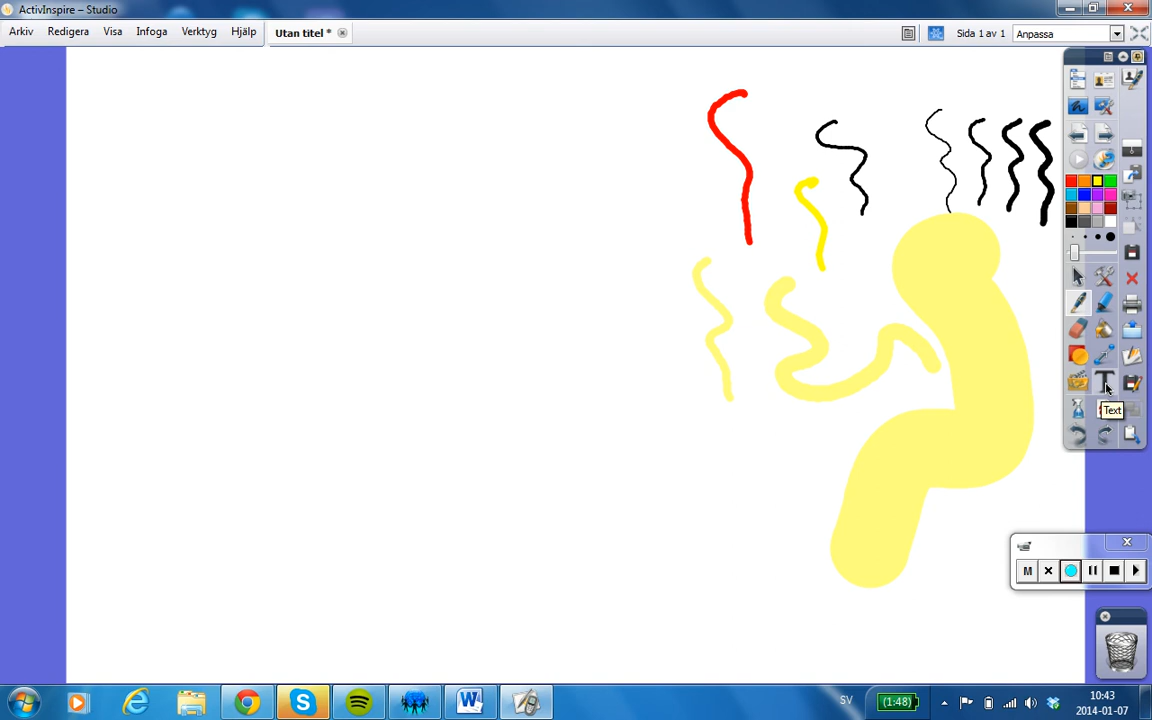 ActivInspire – Studio
Arkiv Redigera Visa Infoga Verktyg Hjälp Utan titel * Sida 1 av 1 Anpassa
T
Text
M
W
SV (1:48) 10:43
2014-01-07